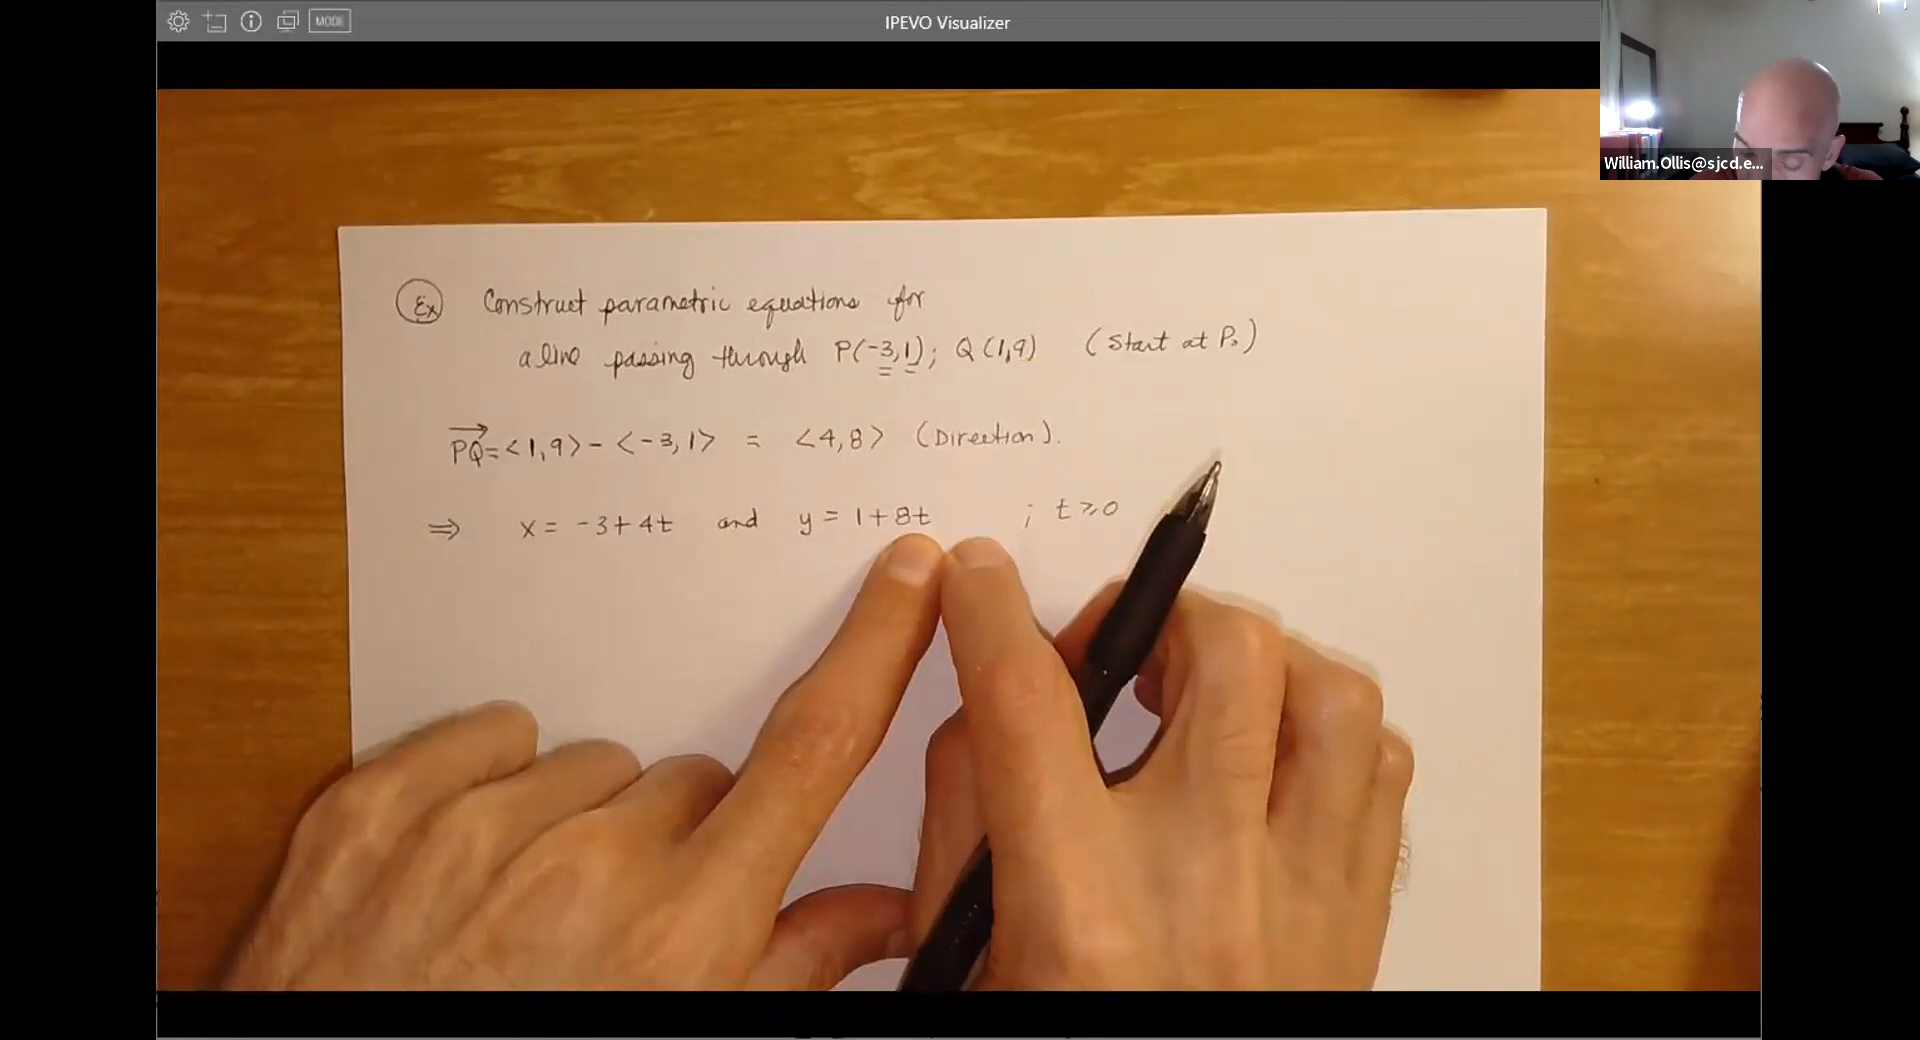 MODE
IPEVO Visualizer
William.Ollis@sjcd.e...
Ex Construct parametric equations for
a line passing through P(-3,1); Q(1,9) (Start at P.)
PQ = <1,9> - <-3,1> = <4,8> (Direction).
⇒ x = -3+4t and y = 1+8t ; t ≥ 0